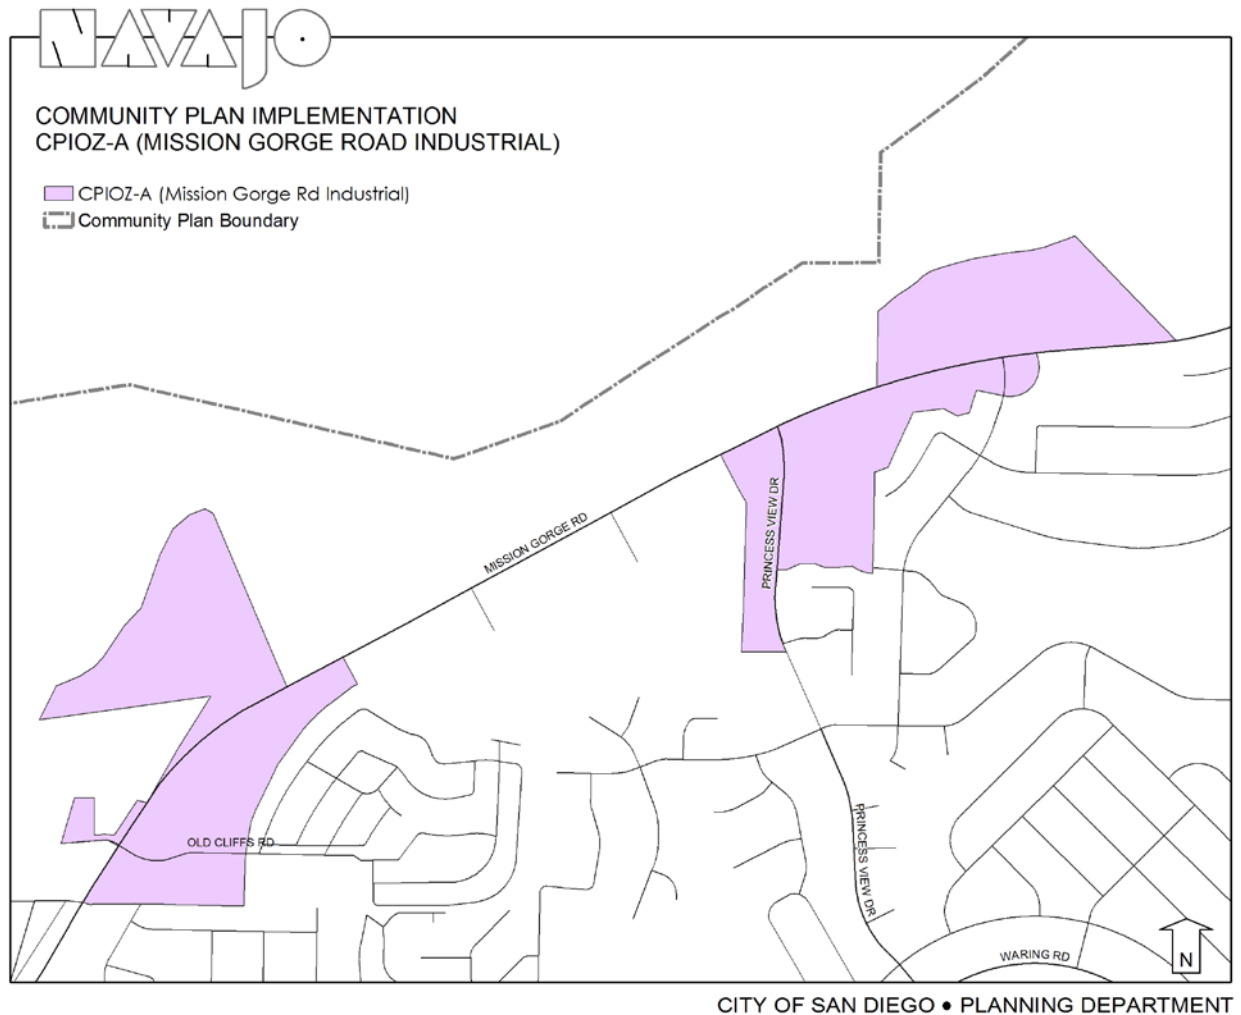 NAVAJO
COMMUNITY PLAN IMPLEMENTATION
CPIOZ-A (MISSION GORGE ROAD INDUSTRIAL)
CPIOZ-A (Mission Gorge Rd Industrial)
Community Plan Boundary
MISSION GORGE RD
PRINCESS VIEW DR
OLD CLIFFS RD
PRINCESS VIEW DR
WARING RD
N
CITY OF SAN DIEGO • PLANNING DEPARTMENT